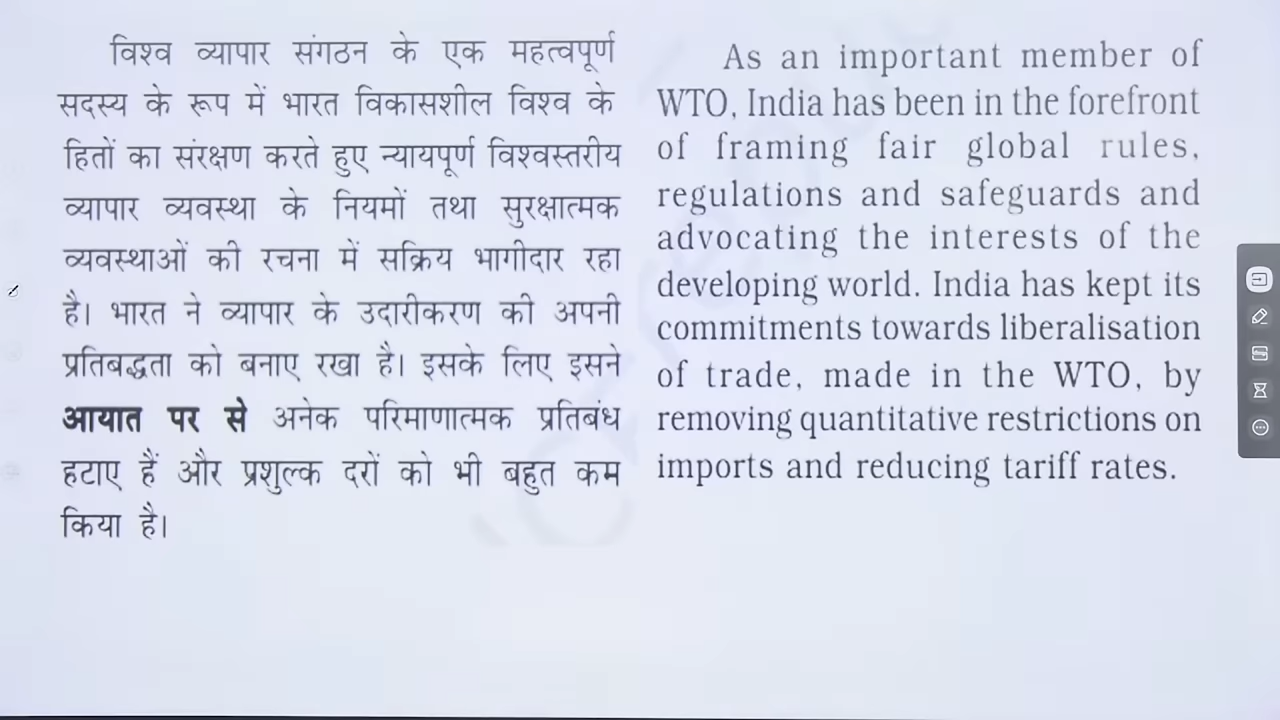 विश्व व्यापार संगठन के एक महत्वपूर्ण
सदस्य के रूप में भारत विकासशील विश्व के
हितों का संरक्षण करते हुए न्यायपूर्ण विश्वस्तरीय
व्यापार व्यवस्था के नियमों तथा सुरक्षात्मक
व्यवस्थाओं की रचना में सक्रिय भागीदार रहा
है। भारत ने व्यापार के उदारीकरण की अपनी
प्रतिबद्धता को बनाए रखा है। इसके लिए इसने
आयात पर से अनेक परिमाणात्मक प्रतिबंध
हटाए हैं और प्रशुल्क दरों को भी बहुत कम
किया है।
As an important member of
WTO, India has been in the forefront
of framing fair global rules,
regulations and safeguards and
advocating the interests of the
developing world. India has kept its
commitments towards liberalisation
of trade, made in the WTO, by
removing quantitative restrictions on
imports and reducing tariff rates.